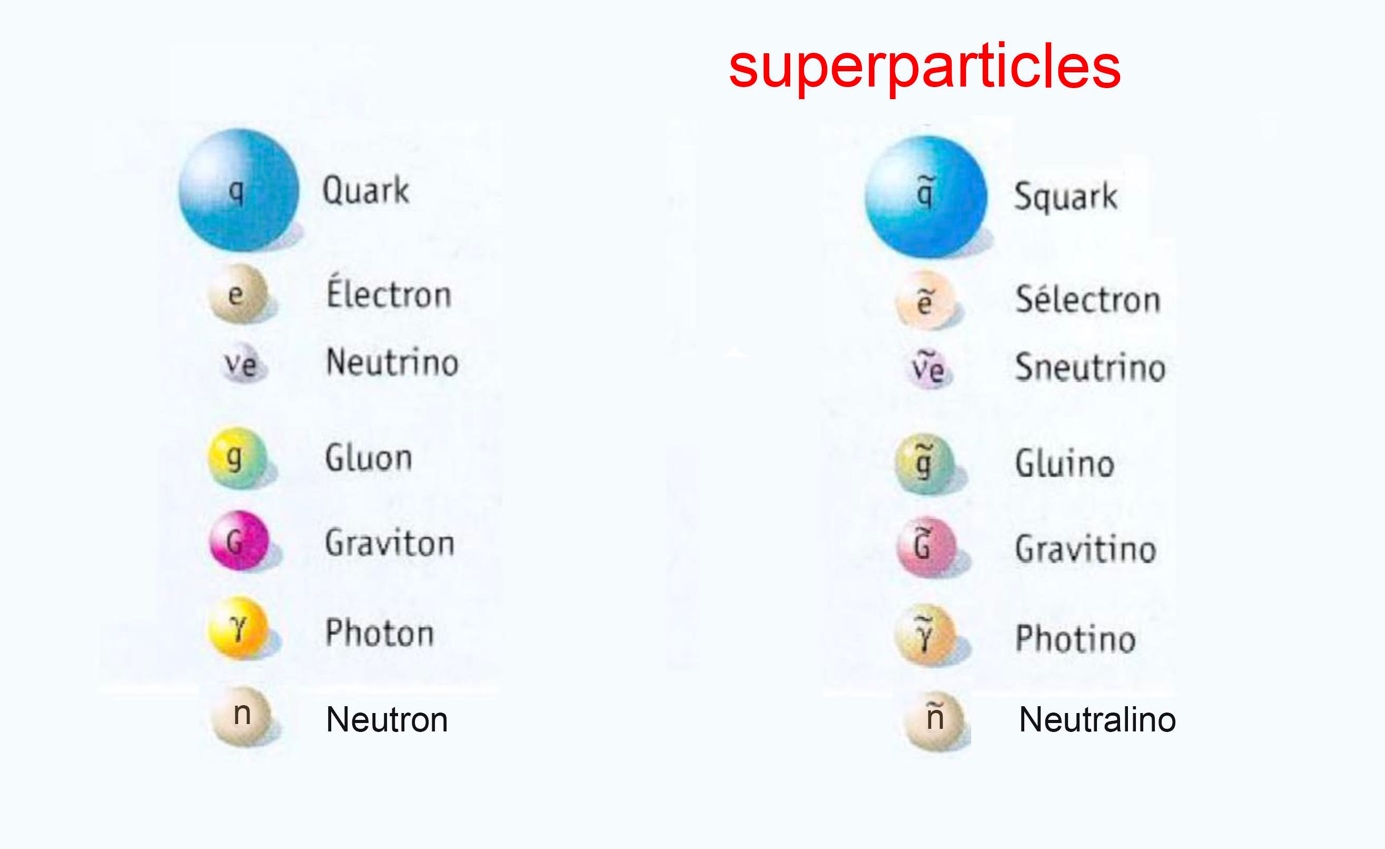 superparticles
q Quark q̃ Squark
e Électron ẽ Sélectron
νe Neutrino ν̃e Sneutrino
g Gluon g̃ Gluino
G Graviton G̃ Gravitino
γ Photon γ̃ Photino
n Neutron ñ Neutralino